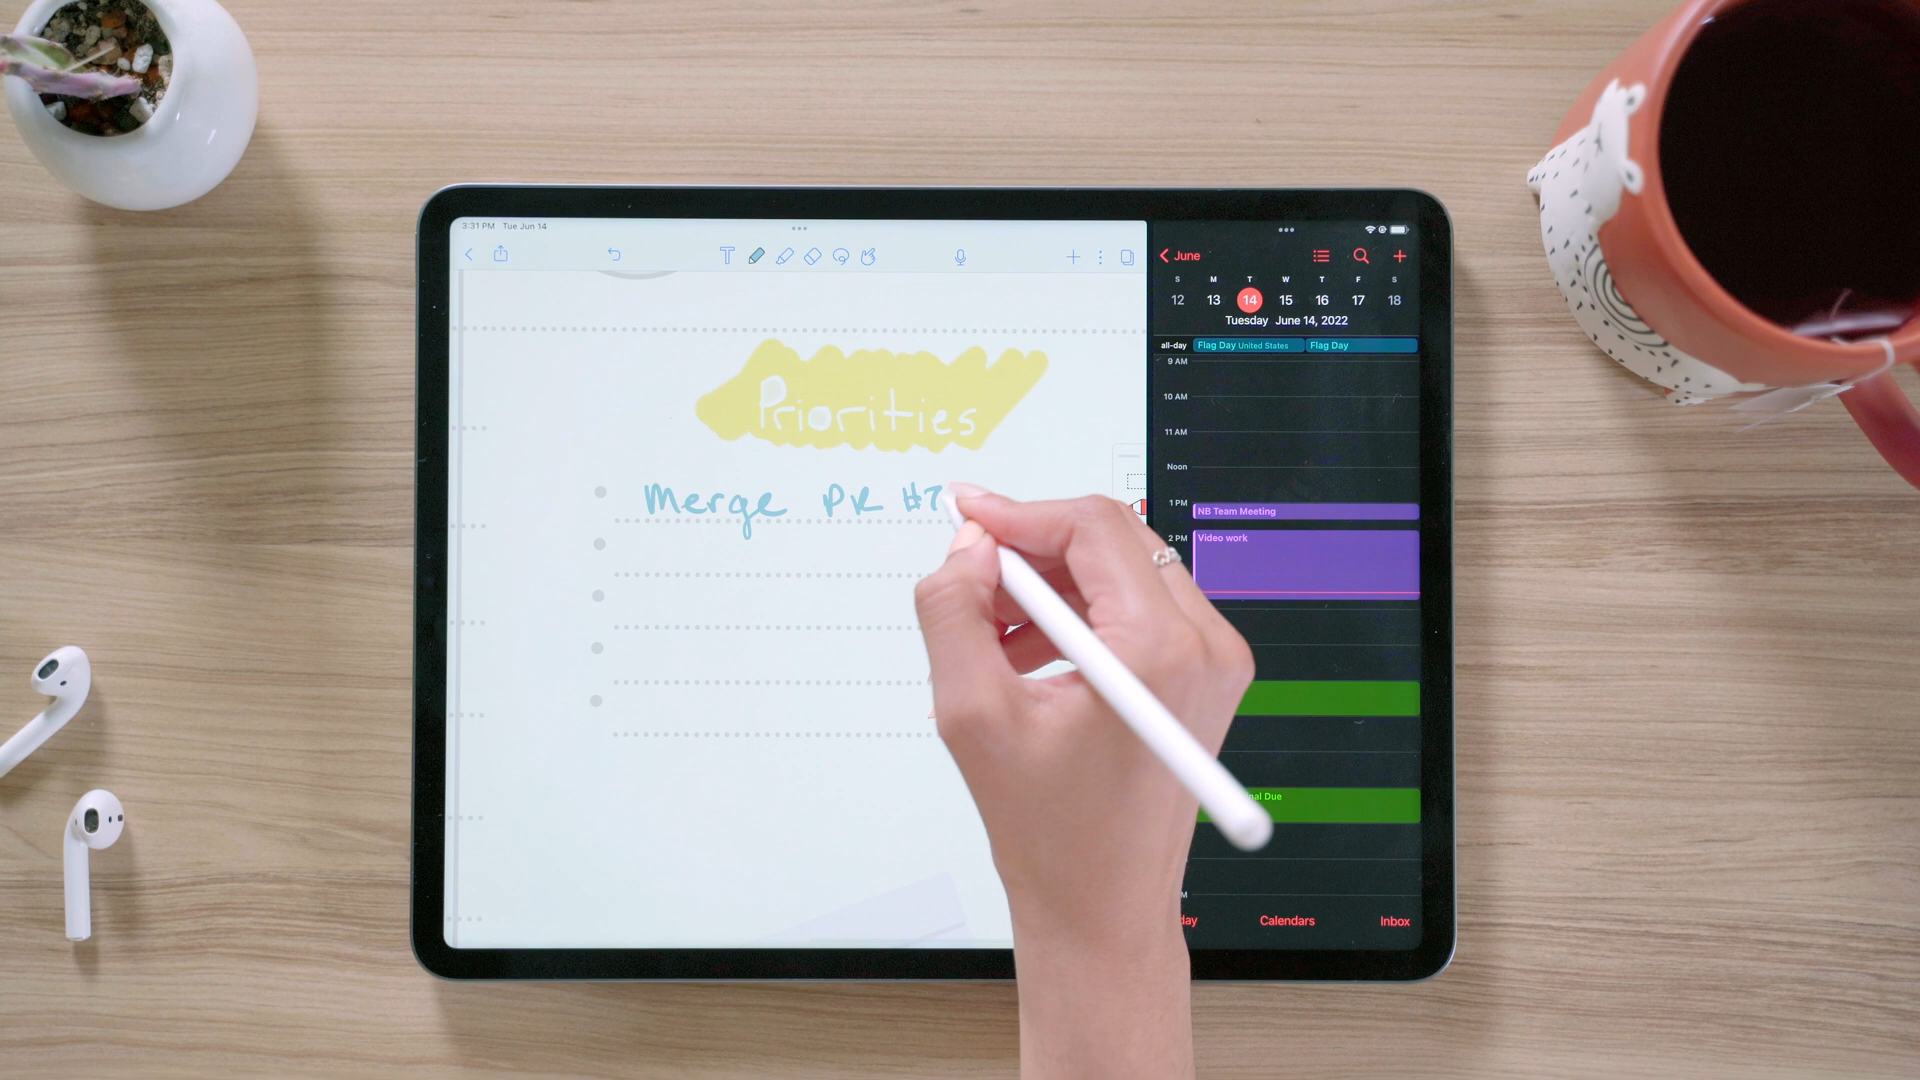 3:31 PM Tue Jun 14
Priorities
Merge PR #7
June
S M T W T F S
12 13 14 15 16 17 18
Tuesday June 14, 2022
all-day Flag Day United States Flag Day
9 AM
10 AM
11 AM
Noon
1 PM
NB Team Meeting
2 PM
Video work
Due
Calendars
Inbox